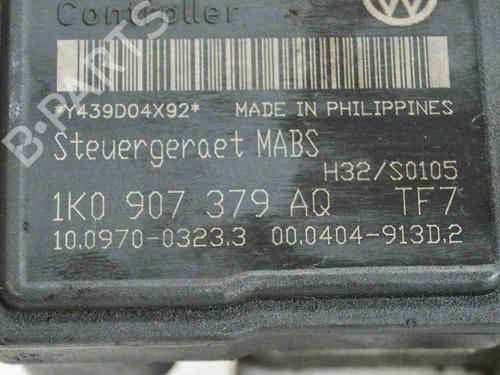 Controller
*Y439D04X92* MADE IN PHILIPPINES
Steuergeraet MABS
H32/S0105
1K0 907 379 AQ TF7
10.0970-0323.3 00.0404-913D.2
B-PARTS